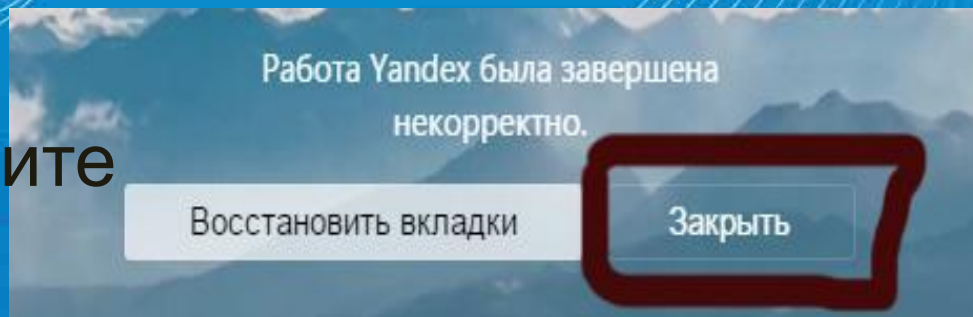 Работа Yandex была завершена
некорректно.
ите
Восстановить вкладки Закрыть